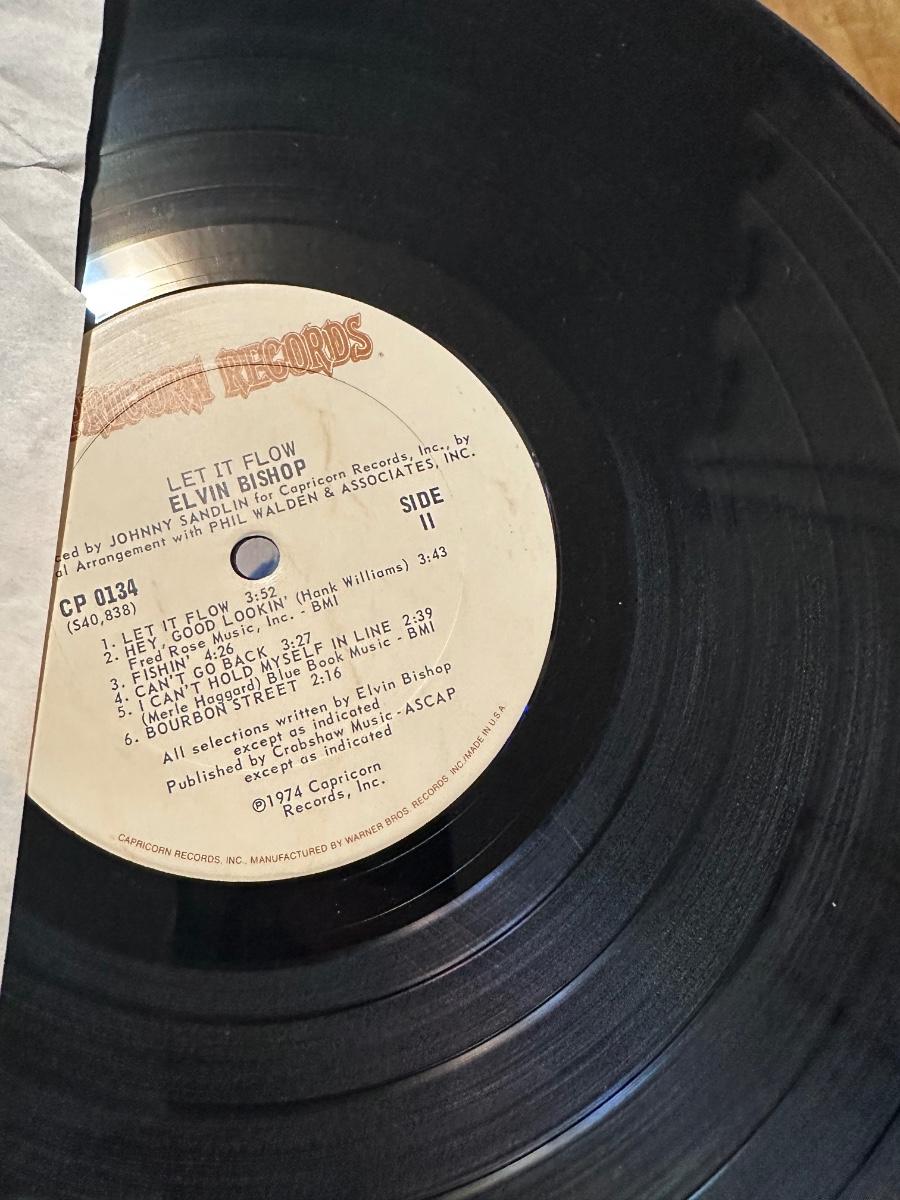 RICORN RECORDS
LET IT FLOW
ELVIN BISHOP
ced by JOHNNY SANDLIN for Capricorn Records, Inc., by
al Arrangement with PHIL WALDEN & ASSOCIATES, INC.
SIDE
II
CP 0134
(S40,838)
1. LET IT FLOW 3:52
2. HEY, GOOD LOOKIN' (Hank Williams) 3:43
Fred Rose Music, Inc. - BMI
3. FISHIN' 4:26
4. CAN'T GO BACK 3:27
5. I CAN'T HOLD MYSELF IN LINE 2:39
(Merle Haggard) Blue Book Music - BMI
6. BOURBON STREET 2:16
All selections written by Elvin Bishop
except as indicated
Published by Crabshaw Music - ASCAP
except as indicated
℗1974 Capricorn
Records, Inc.
CAPRICORN RECORDS, INC., MANUFACTURED BY WARNER BROS. RECORDS INC./MADE IN U.S.A.